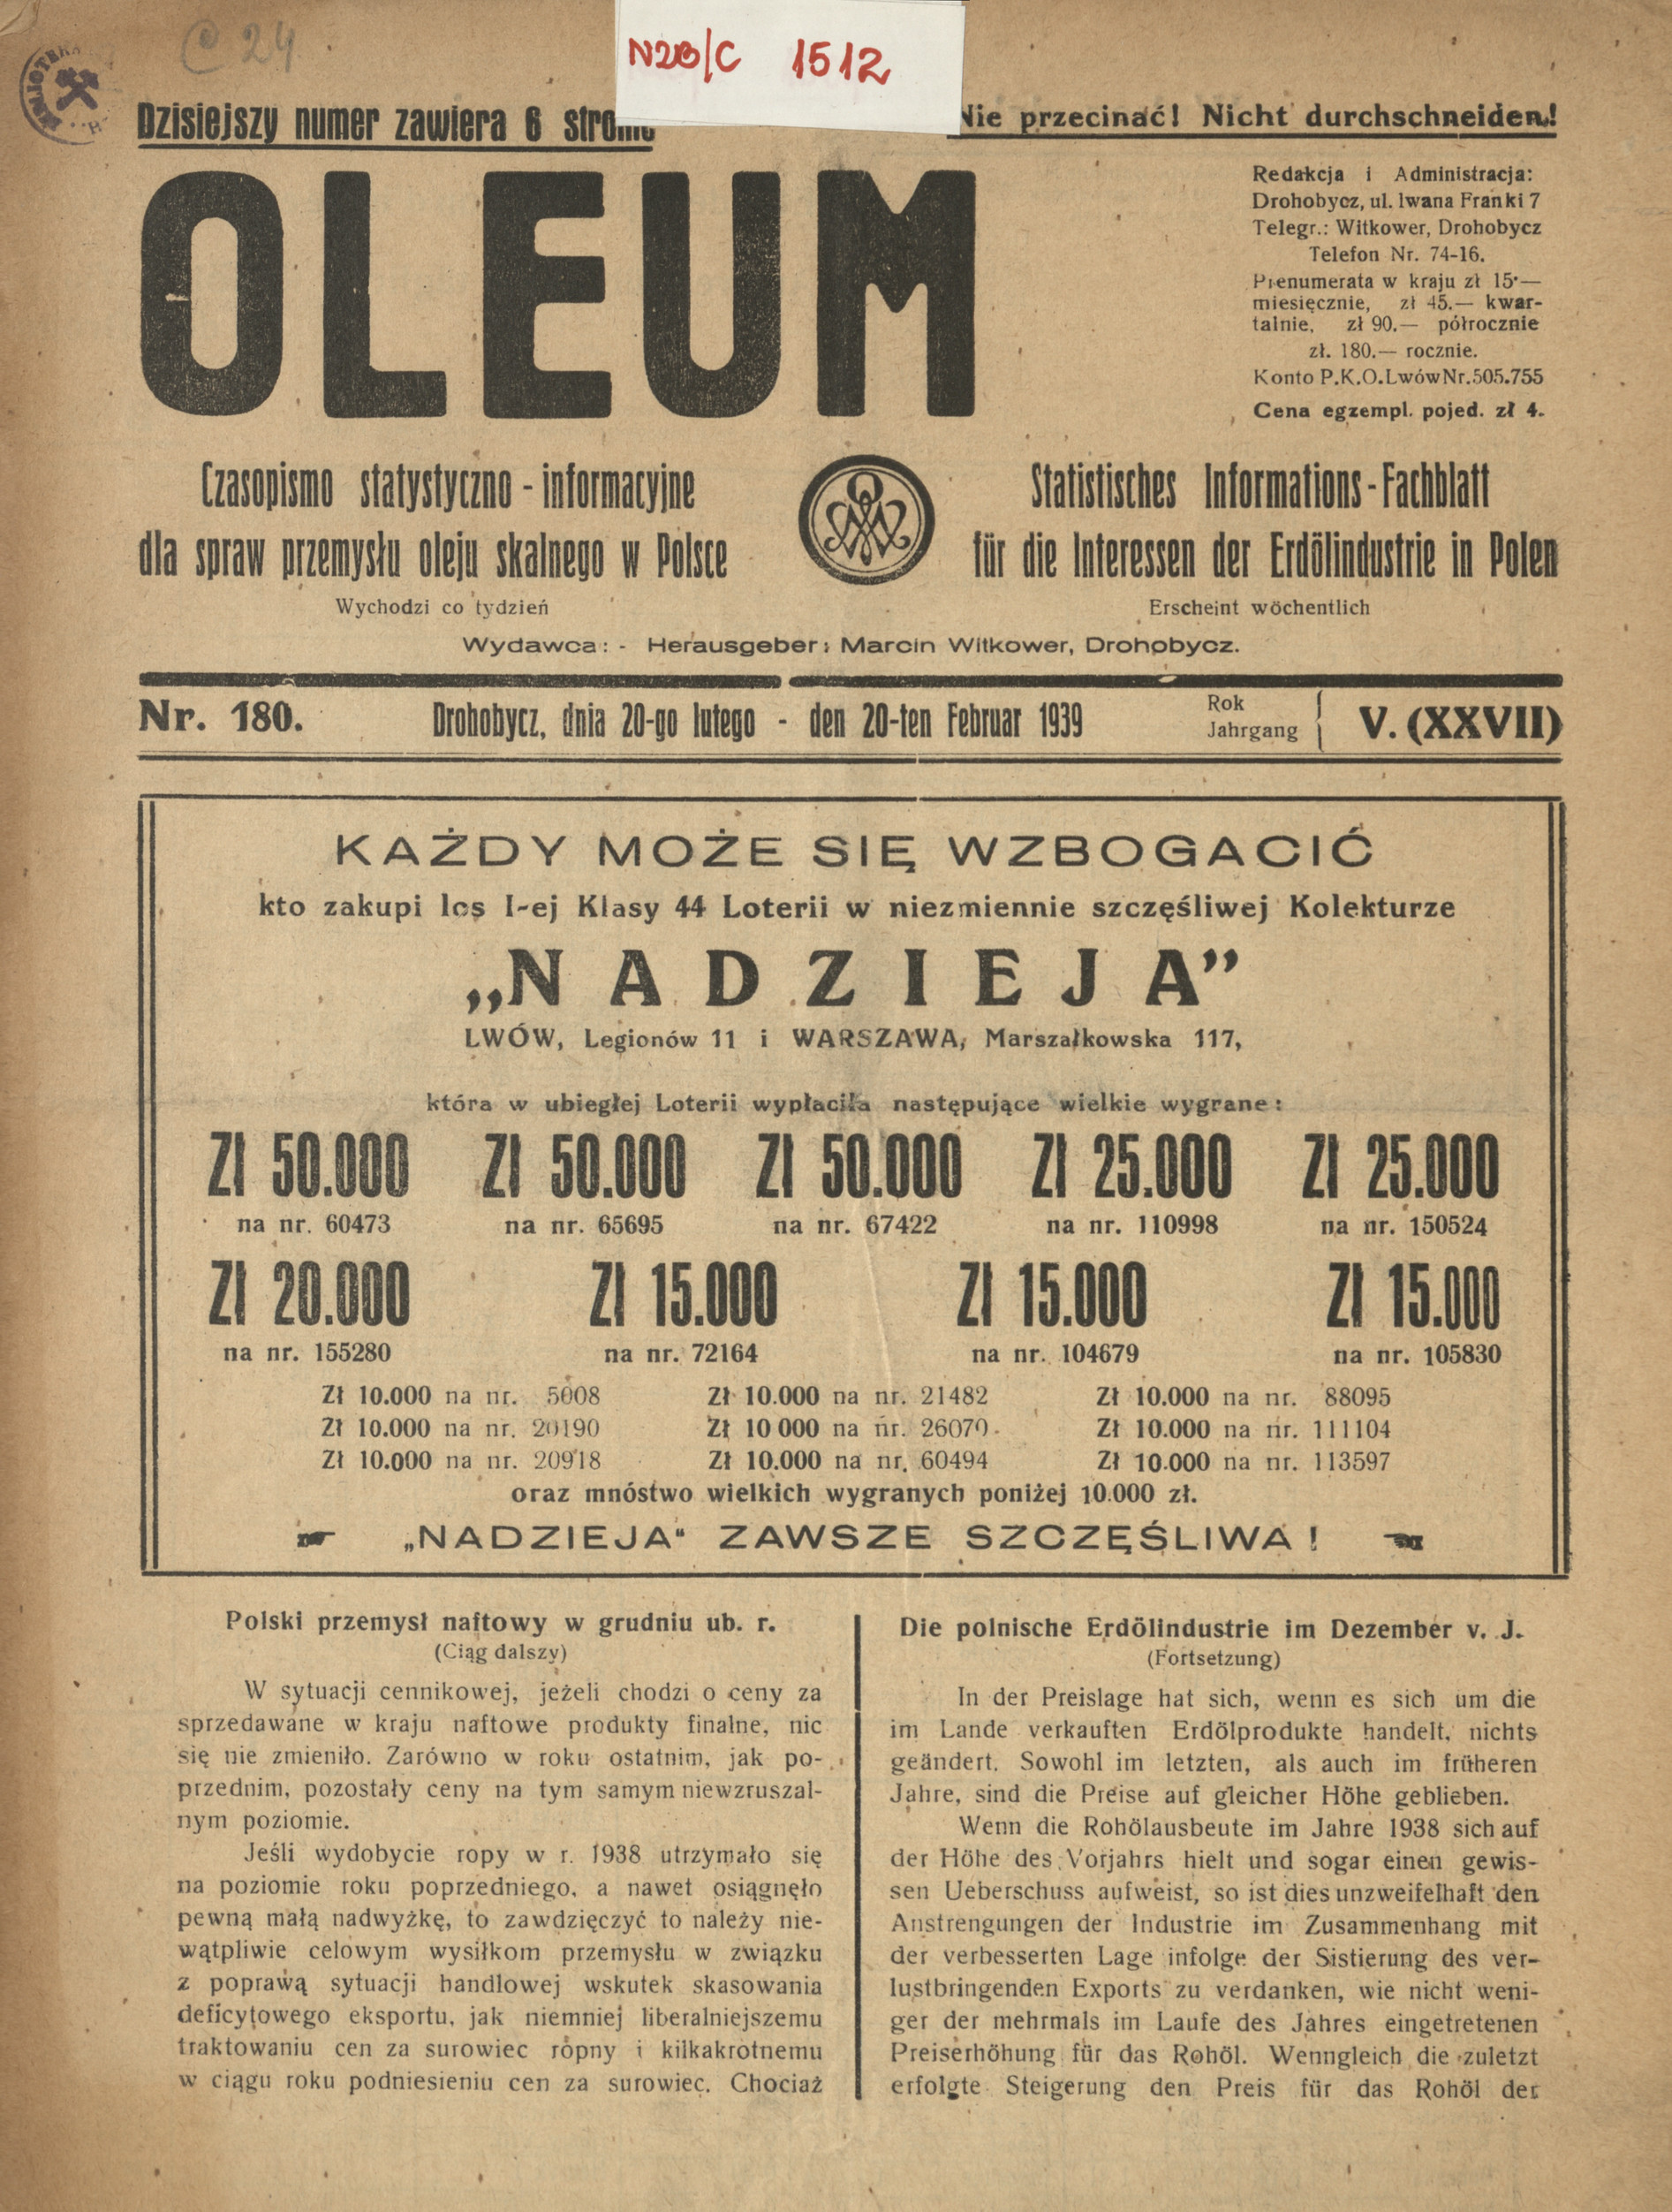 C 24
N2B/C 1512
Dzisiejszy numer zawiera 6
Nie przecinać! Nicht durchschneiden!
OLEUM
Redakcja i Administracja:
Drohobycz, ul. Iwana Franki 7
Telegr.: Witkower, Drohobycz
Telefon Nr. 74-16.
Prenumerata w kraju zł 15·—
miesięcznie, zł 45.— kwar-
talnie, zł 90.— półrocznie
zł. 180.— rocznie.
Konto P.K.O.Lwów Nr.505.755
Cena egzempl. pojed. zł 4.
Czasopismo statystyczno - informacyjne
dla spraw przemysłu oleju skalnego w Polsce
Wychodzi co tydzień
Statistisches Informations - Fachblatt
für die Interessen der Erdölindustrie in Polen
Erscheint wöchentlich
Wydawca: - Herausgeber: Marcin Witkower, Drohobycz.
Nr. 180.
Drohobycz, dnia 20-go lutego - den 20-ten Februar 1939
Rok
Jahrgang
V. (XXVII)
KAŻDY MOŻE SIĘ WZBOGACIĆ
kto zakupi los I-ej Klasy 44 Loterii w niezmiennie szczęśliwej Kolekturze
„NADZIEJA”
LWÓW, Legionów 11 i WARSZAWA, Marszałkowska 117,
która w ubiegłej Loterii wypłaciła następujące wielkie wygrane:
Zł 50.000 Zł 50.000 Zł 50.000 Zł 25.000 Zł 25.000
na nr. 60473 na nr. 65695 na nr. 67422 na nr. 110998 na nr. 150524
Zł 20.000 Zł 15.000 Zł 15.000 Zł 15.000
na nr. 155280 na nr. 72164 na nr. 104679 na nr. 105830
Zł 10.000 na nr. 5008 Zł 10.000 na nr. 21482 Zł 10.000 na nr. 88095
Zł 10.000 na nr. 20190 Zł 10 000 na nr. 26070 Zł 10.000 na nr. 111104
Zł 10.000 na nr. 20918 Zł 10.000 na nr. 60494 Zł 10.000 na nr. 113597
oraz mnóstwo wielkich wygranych poniżej 10.000 zł.
„NADZIEJA“ ZAWSZE SZCZĘŚLIWA!
Polski przemysł naftowy w grudniu ub. r.
(Ciąg dalszy)
W sytuacji cennikowej, jeżeli chodzi o ceny za
sprzedawane w kraju naftowe produkty finalne, nic
się nie zmieniło. Zarówno w roku ostatnim, jak po-
przednim, pozostały ceny na tym samym niewzruszal-
nym poziomie.
Jeśli wydobycie ropy w r. 1938 utrzymało się
na poziomie roku poprzedniego, a nawet osiągnęło
pewną małą nadwyżkę, to zawdzięczyć to należy nie-
wątpliwie celowym wysiłkom przemysłu w związku
z poprawą sytuacji handlowej wskutek skasowania
deficytowego eksportu, jak niemniej liberalniejszemu
traktowaniu cen za surowiec ropny i kilkakrotnemu
w ciągu roku podniesieniu cen za surowiec. Chociaż
Die polnische Erdölindustrie im Dezember v. J.
(Fortsetzung)
In der Preislage hat sich, wenn es sich um die
im Lande verkauften Erdölprodukte handelt, nichts
geändert. Sowohl im letzten, als auch im früheren
Jahre, sind die Preise auf gleicher Höhe geblieben.
Wenn die Rohölausbeute im Jahre 1938 sich auf
der Höhe des Vorjahrs hielt und sogar einen gewis-
sen Ueberschuss aufweist, so ist dies unzweifelhaft den
Anstrengungen der Industrie im Zusammenhang mit
der verbesserten Lage infolge der Sistierung des ver-
lustbringenden Exports zu verdanken, wie nicht weni-
ger der mehrmals im Laufe des Jahres eingetretenen
Preiserhöhung für das Rohöl. Wenngleich die zuletzt
erfolgte Steigerung den Preis für das Rohöl der